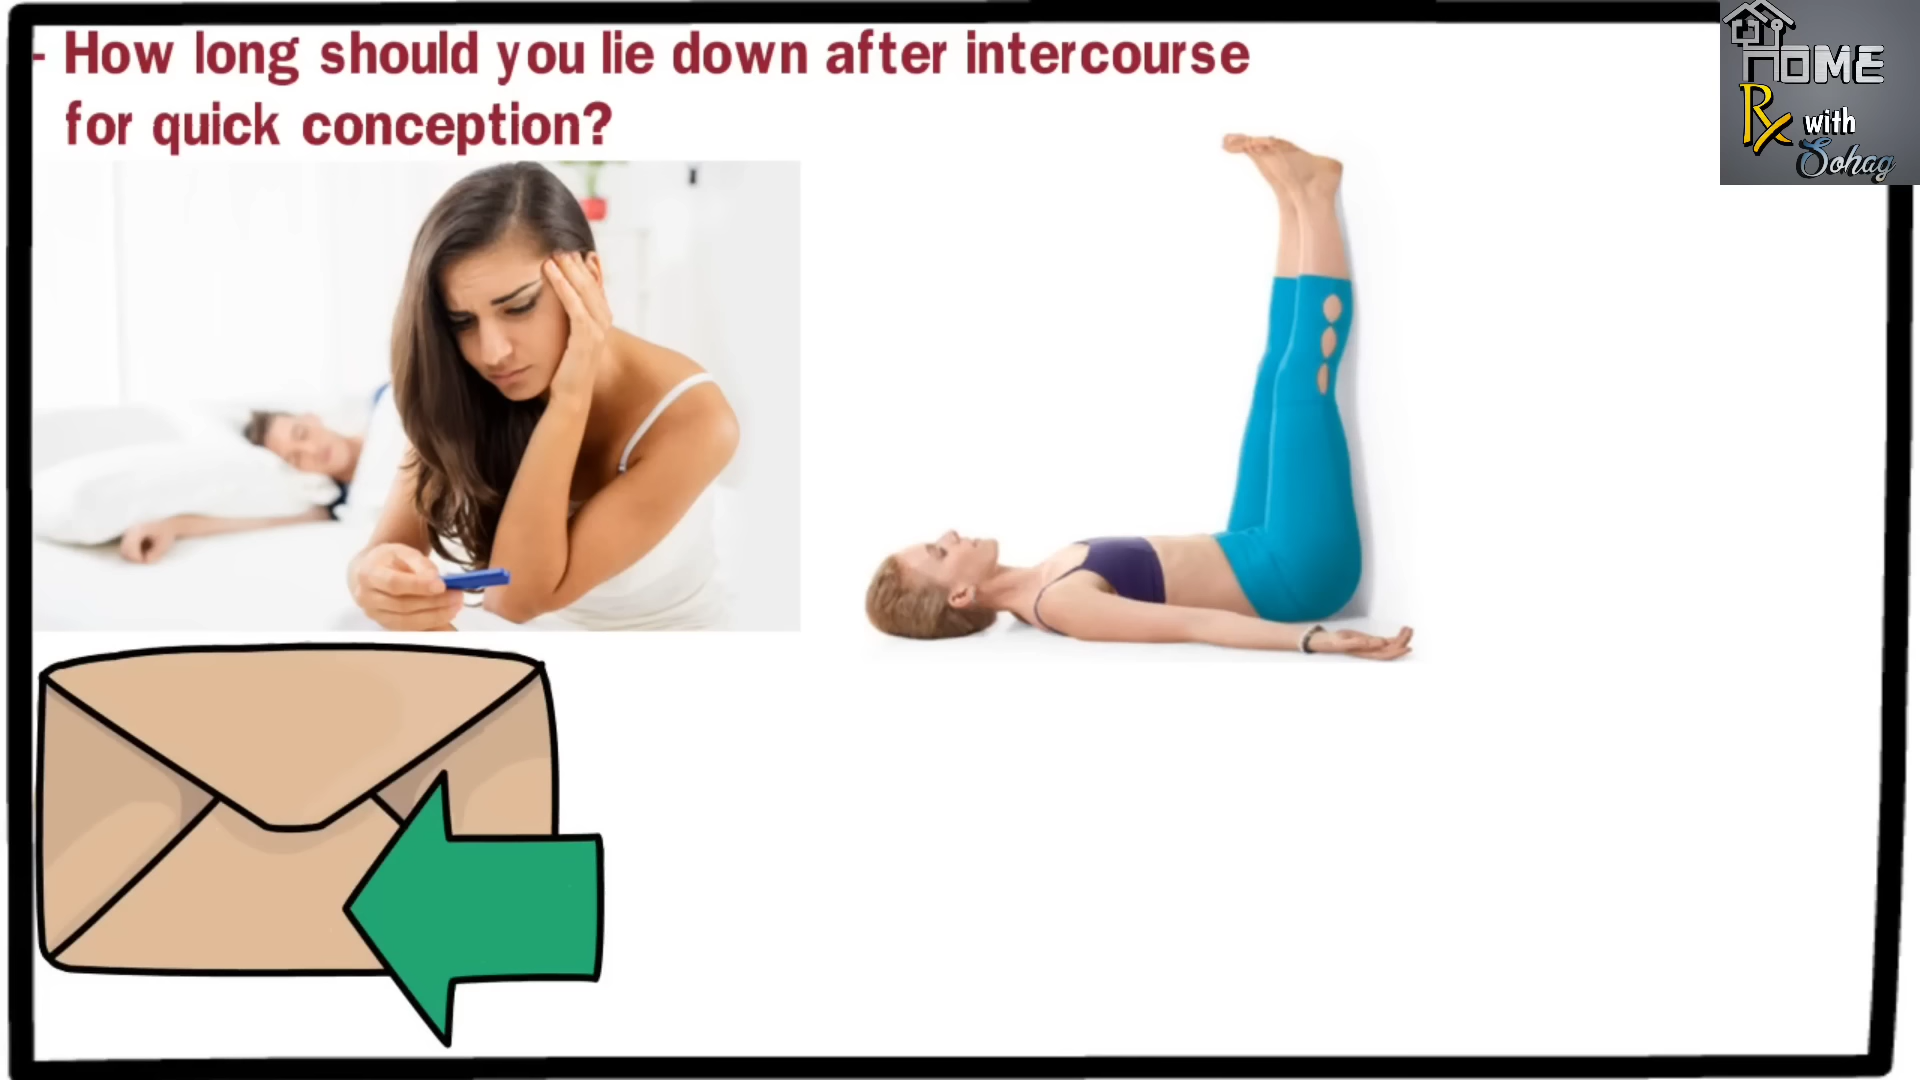 - How long should you lie down after intercourse
for quick conception?
HOME
Rx with
Sohag